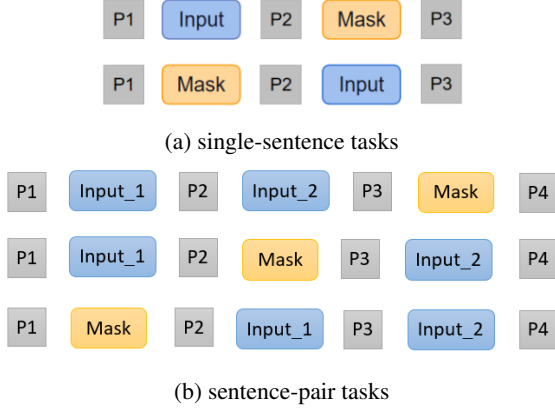 P1 Input P2 Mask P3
P1 Mask P2 Input P3
(a) single-sentence tasks
P1 Input_1 P2 Input_2 P3 Mask P4
P1 Input_1 P2 Mask P3 Input_2 P4
P1 Mask P2 Input_1 P3 Input_2 P4
(b) sentence-pair tasks